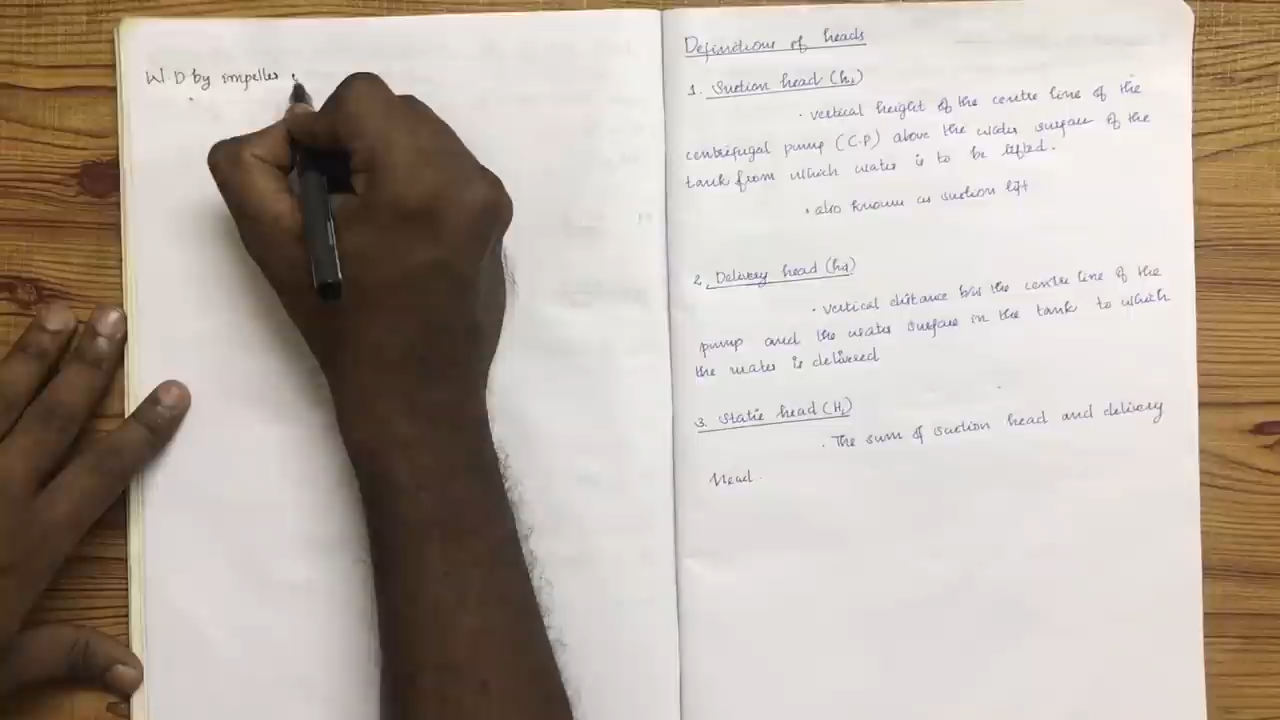 W.D by impeller
Definitions of heads
1. Suction head (hs)
. vertical height of the centre line of the
centrifugal pump (C.P) above the water surface of the
tank from which water is to be lifted.
. also known as suction lift
2. Delivery head (hd)
. vertical distance b/n the centre line of the
pump and the water surface in the tank to which
the water is delivered
3. Static head (Hs)
. The sum of suction head and delivery
head.